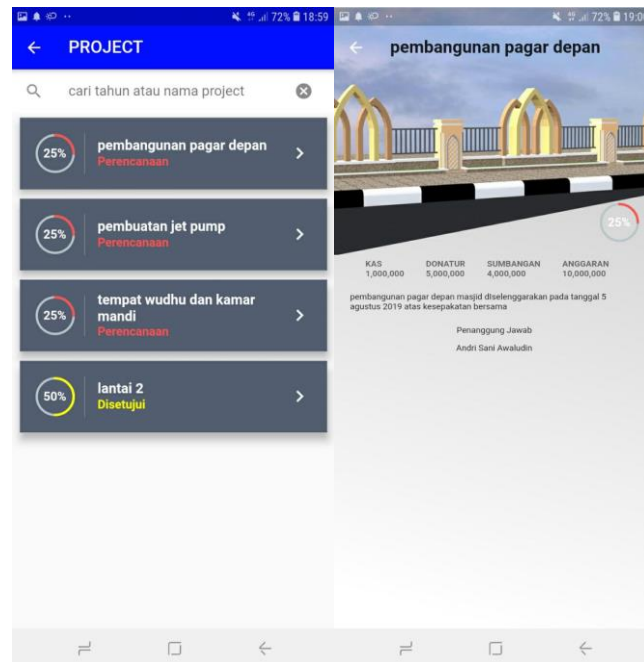 72% 18:59
PROJECT
cari tahun atau nama project
25%
pembangunan pagar depan
Perencanaan
25%
pembuatan jet pump
Perencanaan
25%
tempat wudhu dan kamar
mandi
Perencanaan
50%
lantai 2
Disetujui
72%
pembangunan pagar depan
25%
KAS DONATUR SUMBANGAN ANGGARAN
1,000,000 5,000,000 4,000,000 10,000,000
pembangunan pagar depan masjid diselenggarakan pada tanggal 5
agustus 2019 atas kesepakatan bersama
Penanggung Jawab
Andri Sani Awaludin